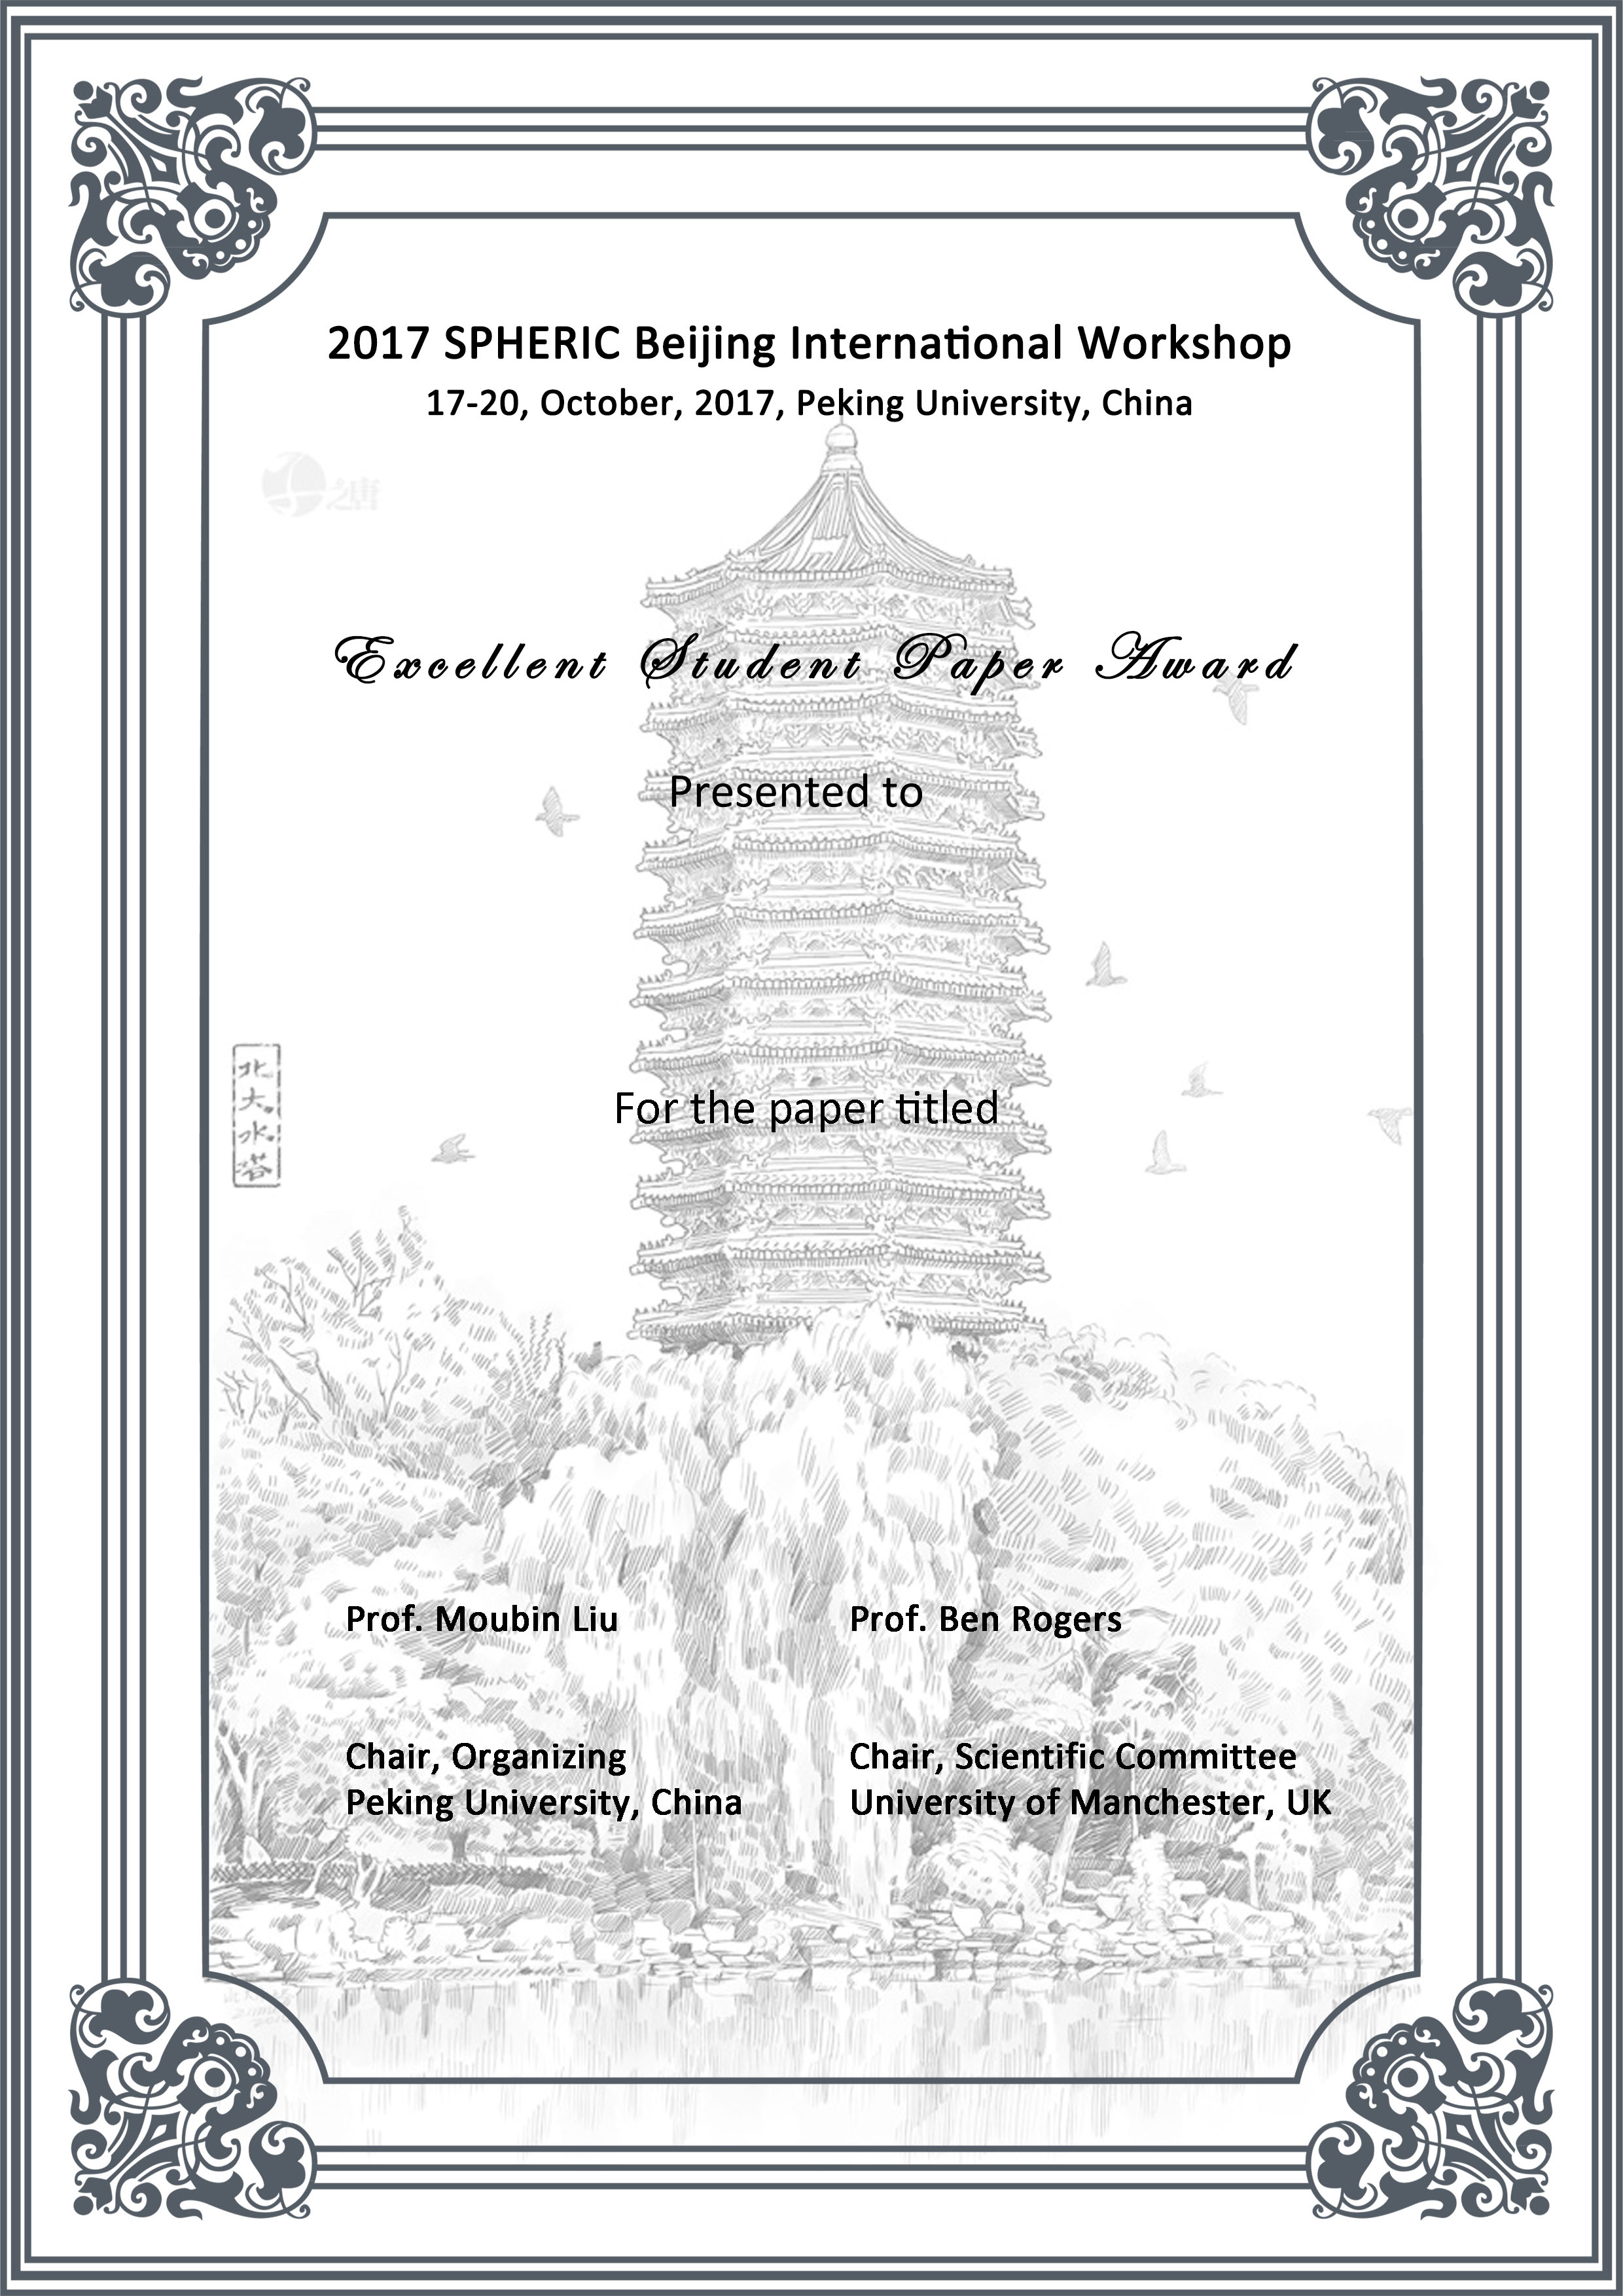 2017 SPHERIC Beijing International Workshop
17-20, October, 2017, Peking University, China
之唐
Excellent Student Paper Award
Presented to
北大水塔
For the paper titled
Prof. Moubin Liu
Prof. Ben Rogers
Chair, Organizing
Peking University, China
Chair, Scientific Committee
University of Manchester, UK